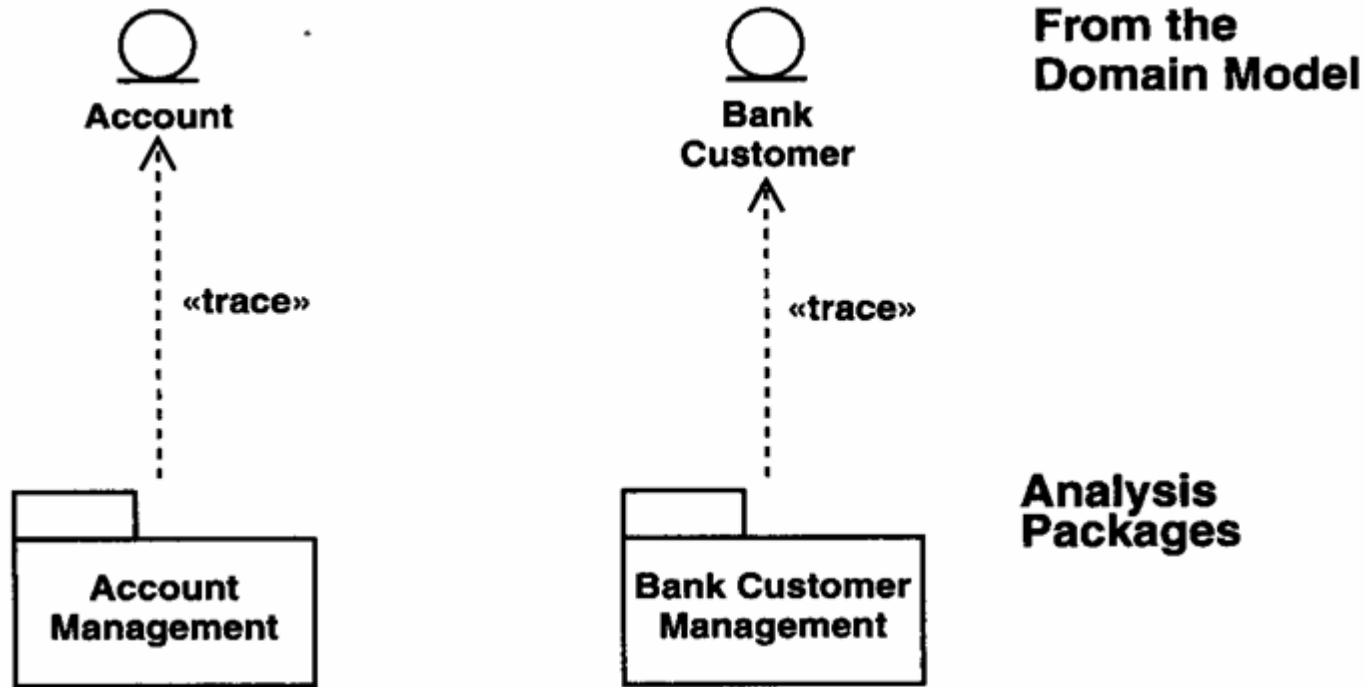 From the
Domain Model
Account
Bank
Customer
«trace»
«trace»
Analysis
Packages
Account
Management
Bank Customer
Management